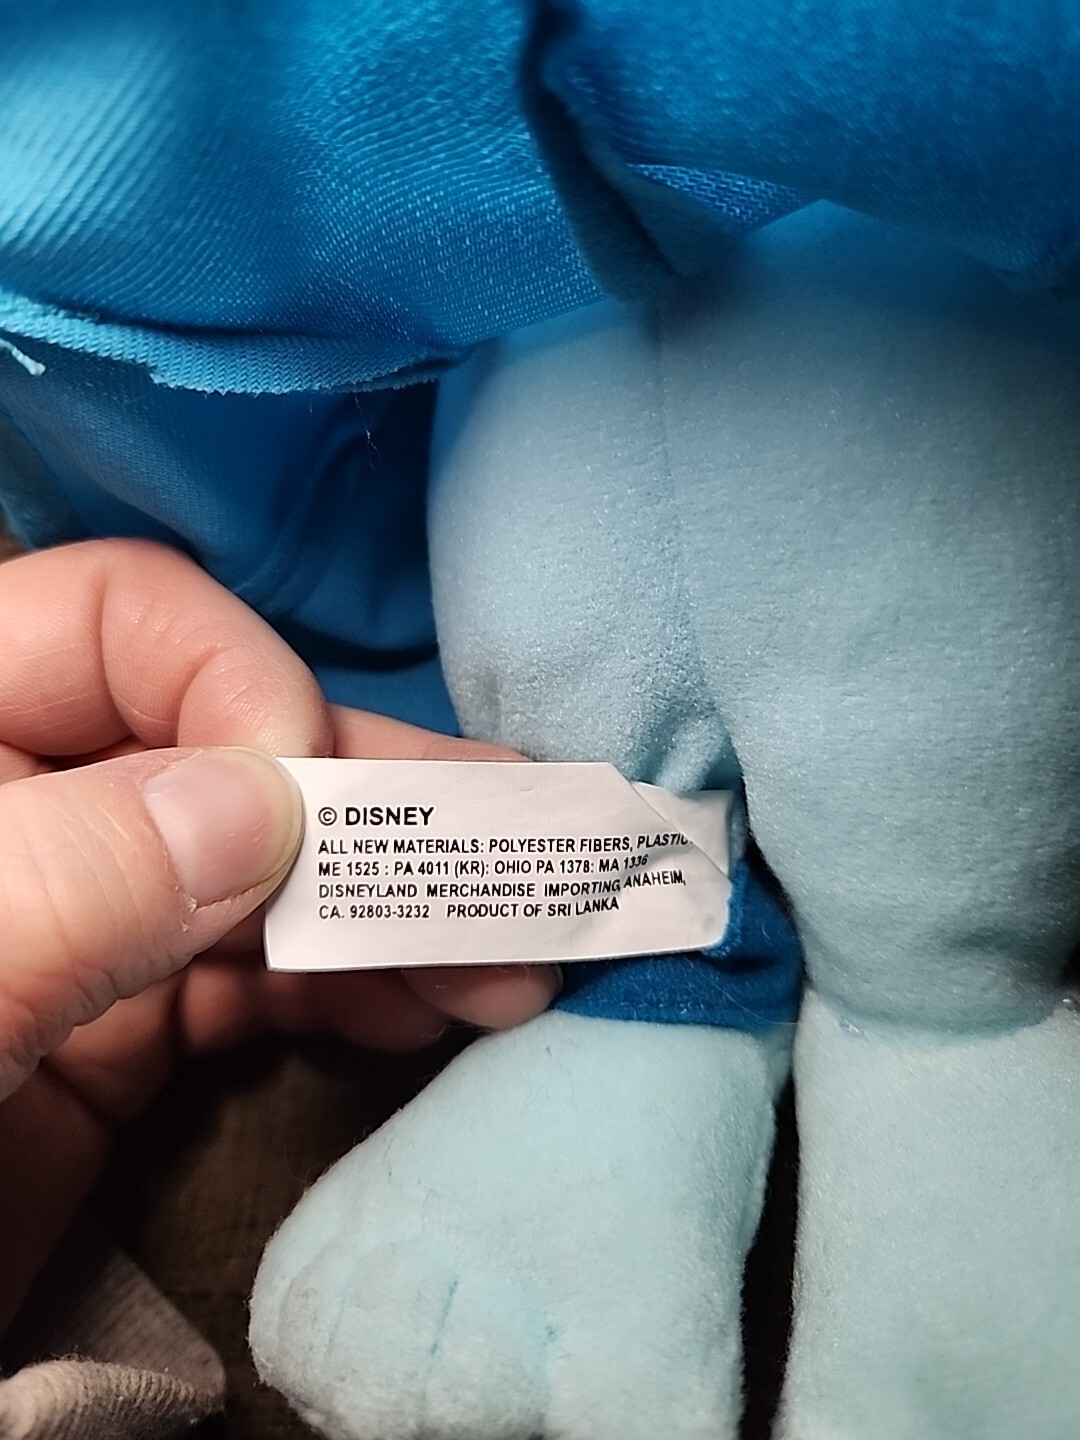 © DISNEY
ALL NEW MATERIALS: POLYESTER FIBERS, PLASTIC
ME 1525 : PA 4011 (KR): OHIO PA 1378: MA 1336
DISNEYLAND MERCHANDISE IMPORTING ANAHEIM,
CA. 92803-3232 PRODUCT OF SRI LANKA